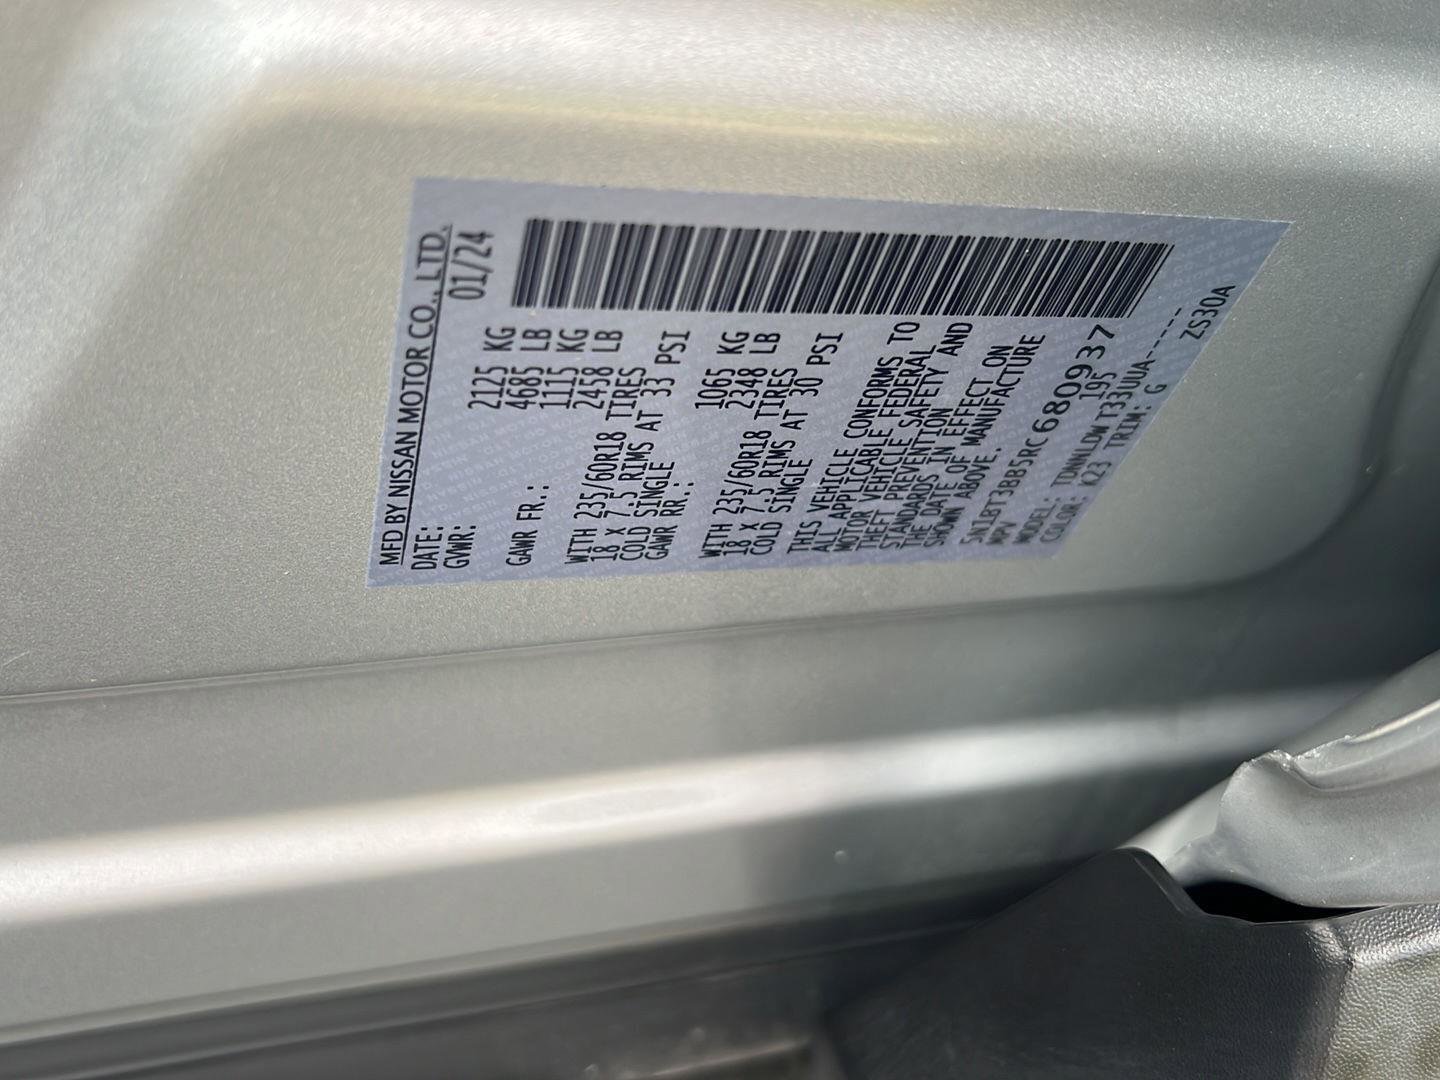 MFD BY NISSAN MOTOR CO., LTD.
DATE: 01/24
GVWR: 2125 KG
4685 LB
GAWR FR.: 1115 KG
2458 LB
WITH 235/60R18 TIRES
18 X 7.5 RIMS AT 33 PSI
COLD SINGLE
GAWR RR.: 1065 KG
2348 LB
WITH 235/60R18 TIRES
18 X 7.5 RIMS AT 30 PSI
COLD SINGLE
THIS VEHICLE CONFORMS TO
ALL APPLICABLE FEDERAL
MOTOR VEHICLE SAFETY AND
THEFT PREVENTION
STANDARDS IN EFFECT ON
THE DATE OF MANUFACTURE
SHOWN ABOVE.
5N1BT3BB5RC680937
MPV 195
MODEL: TDNNLDW T33UUA-----
COLOR: K23 TRIM: G
ZS30A